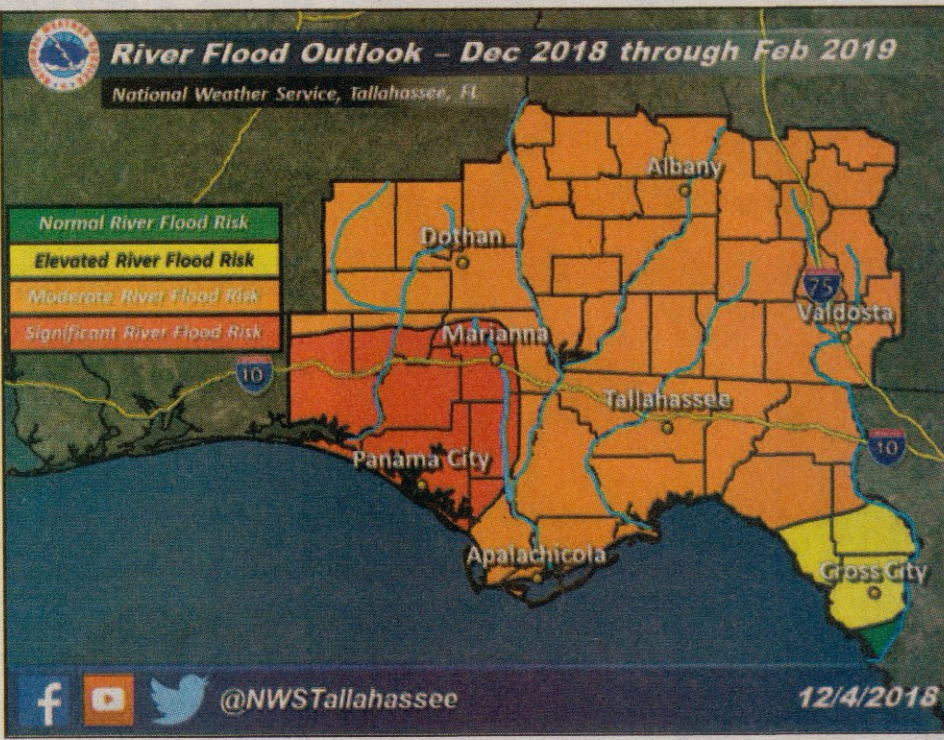 River Flood Outlook – Dec 2018 through Feb 2019
National Weather Service, Tallahassee, FL
Normal River Flood Risk
Elevated River Flood Risk
Moderate River Flood Risk
Significant River Flood Risk
Albany
Dothan
75
Valdosta
Marianna
10
Tallahassee
10
Panama City
Apalachicola
Cross City
f
@NWSTallahassee
12/4/2018